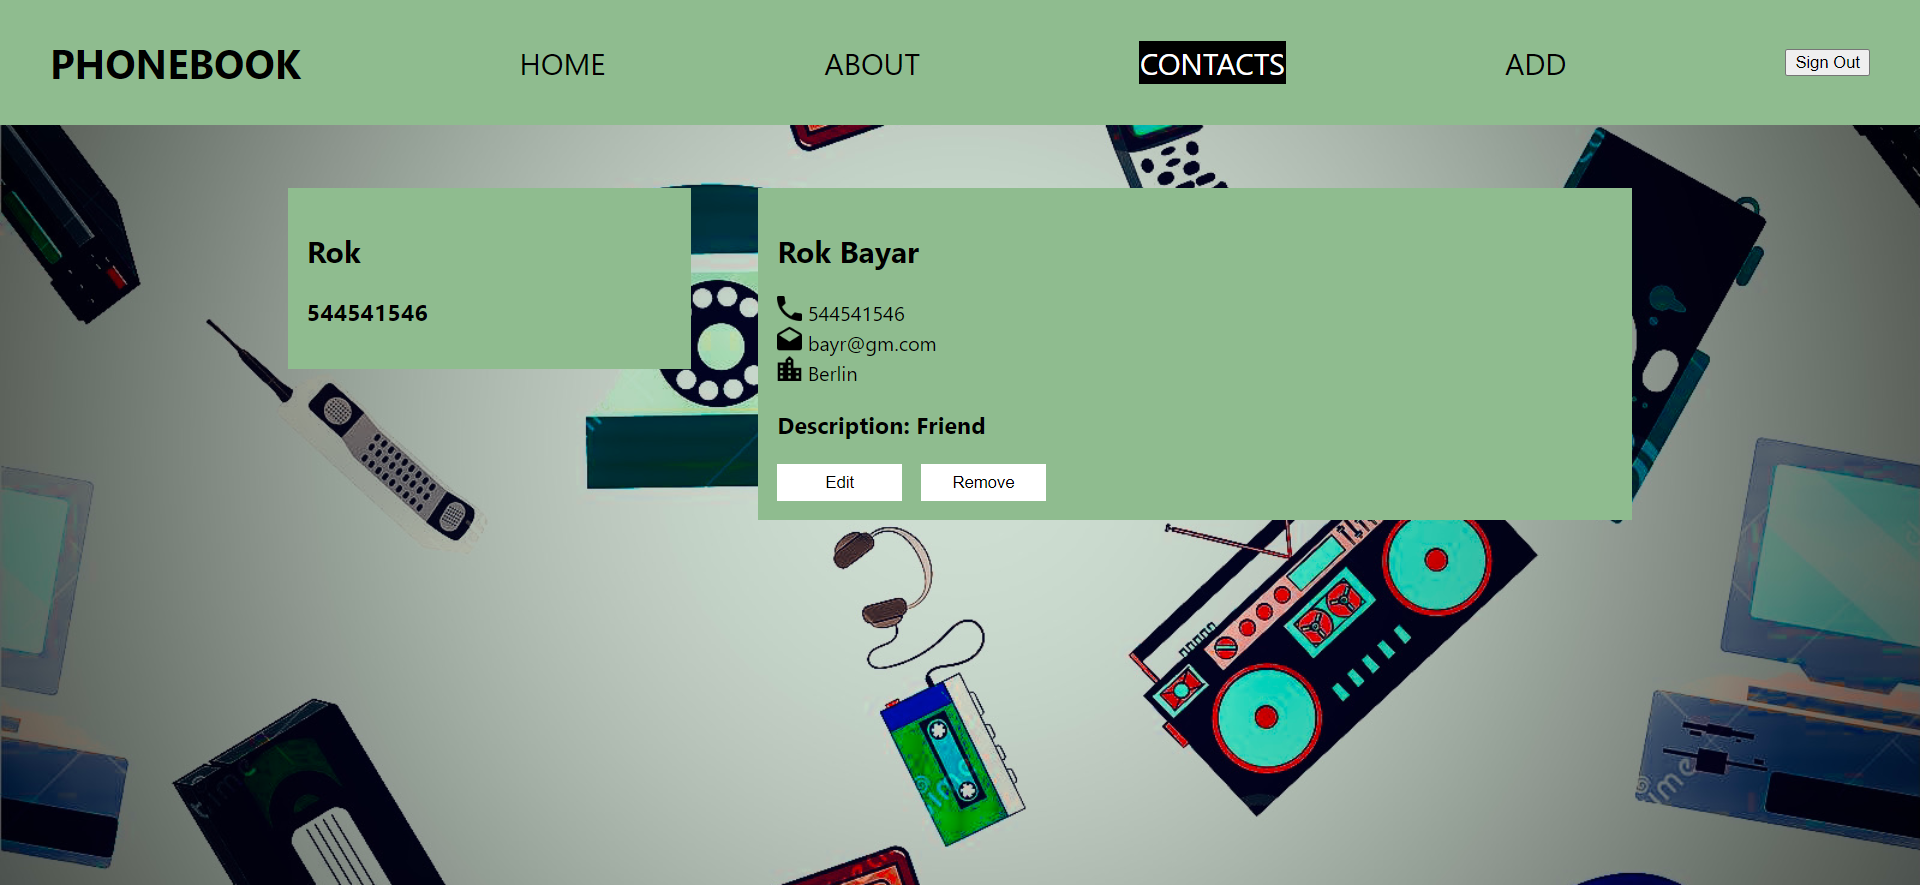 PHONEBOOK
HOME
ABOUT
CONTACTS
ADD
Sign Out
Rok
544541546
Rok Bayar
544541546
bayr@gm.com
Berlin
Description: Friend
Edit
Remove